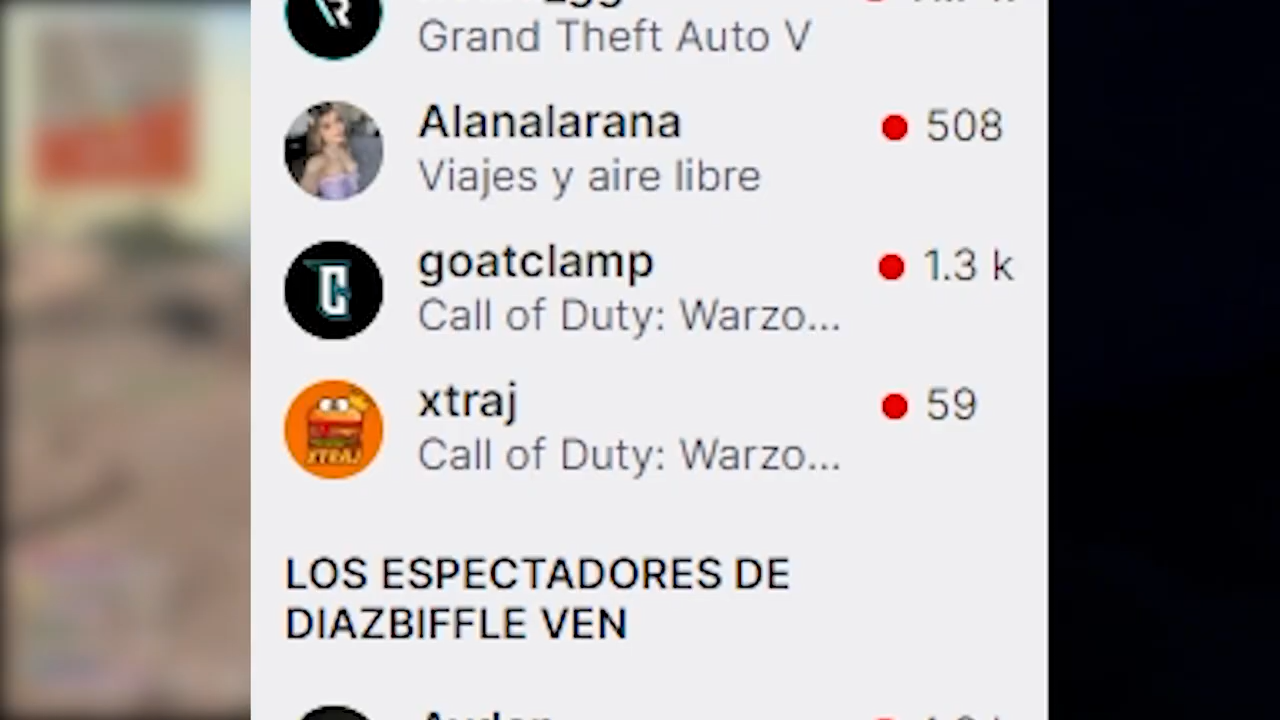 Grand Theft Auto V
Alanalarana
508
Viajes y aire libre
goatclamp
1.3 k
Call of Duty: Warzo...
xtraj
59
Call of Duty: Warzo...
XTRAJ
LOS ESPECTADORES DE
DIAZBIFFLE VEN